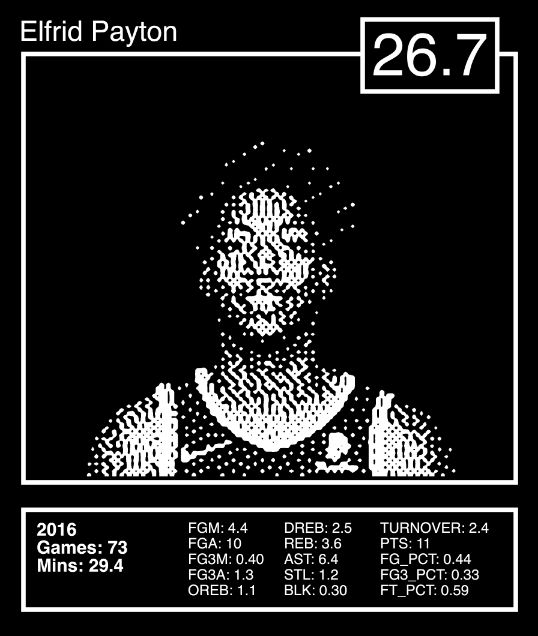 Elfrid Payton
26.7
2016
Games: 73
Mins: 29.4
FGM: 4.4
FGA: 10
FG3M: 0.40
FG3A: 1.3
OREB: 1.1
DREB: 2.5
REB: 3.6
AST: 6.4
STL: 1.2
BLK: 0.30
TURNOVER: 2.4
PTS: 11
FG_PCT: 0.44
FG3_PCT: 0.33
FT_PCT: 0.59